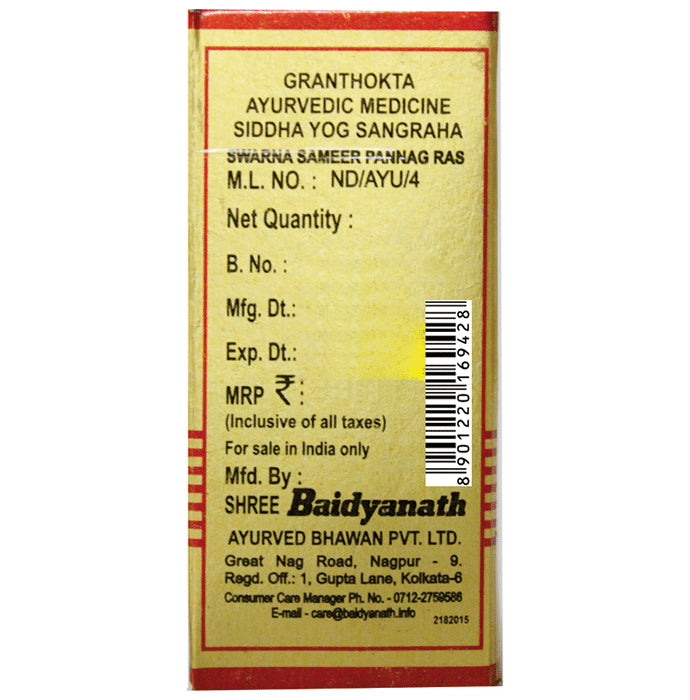 GRANTHOKTA
AYURVEDIC MEDICINE
SIDDHA YOG SANGRAHA
SWARNA SAMEER PANNAG RAS
M.L. NO. : ND/AYU/4
Net Quantity :
B. No. :
Mfg. Dt.:
Exp. Dt.:
MRP ₹:
(Inclusive of all taxes)
For sale in India only
Mfd. By :
SHREE Baidyanath
AYURVED BHAWAN PVT. LTD.
Great Nag Road, Nagpur - 9.
Regd. Off.: 1, Gupta Lane, Kolkata-6
Consumer Care Manager Ph. No. - 0712-2759586
E-mail - care@baidyanath.info
2182015
8901220169428